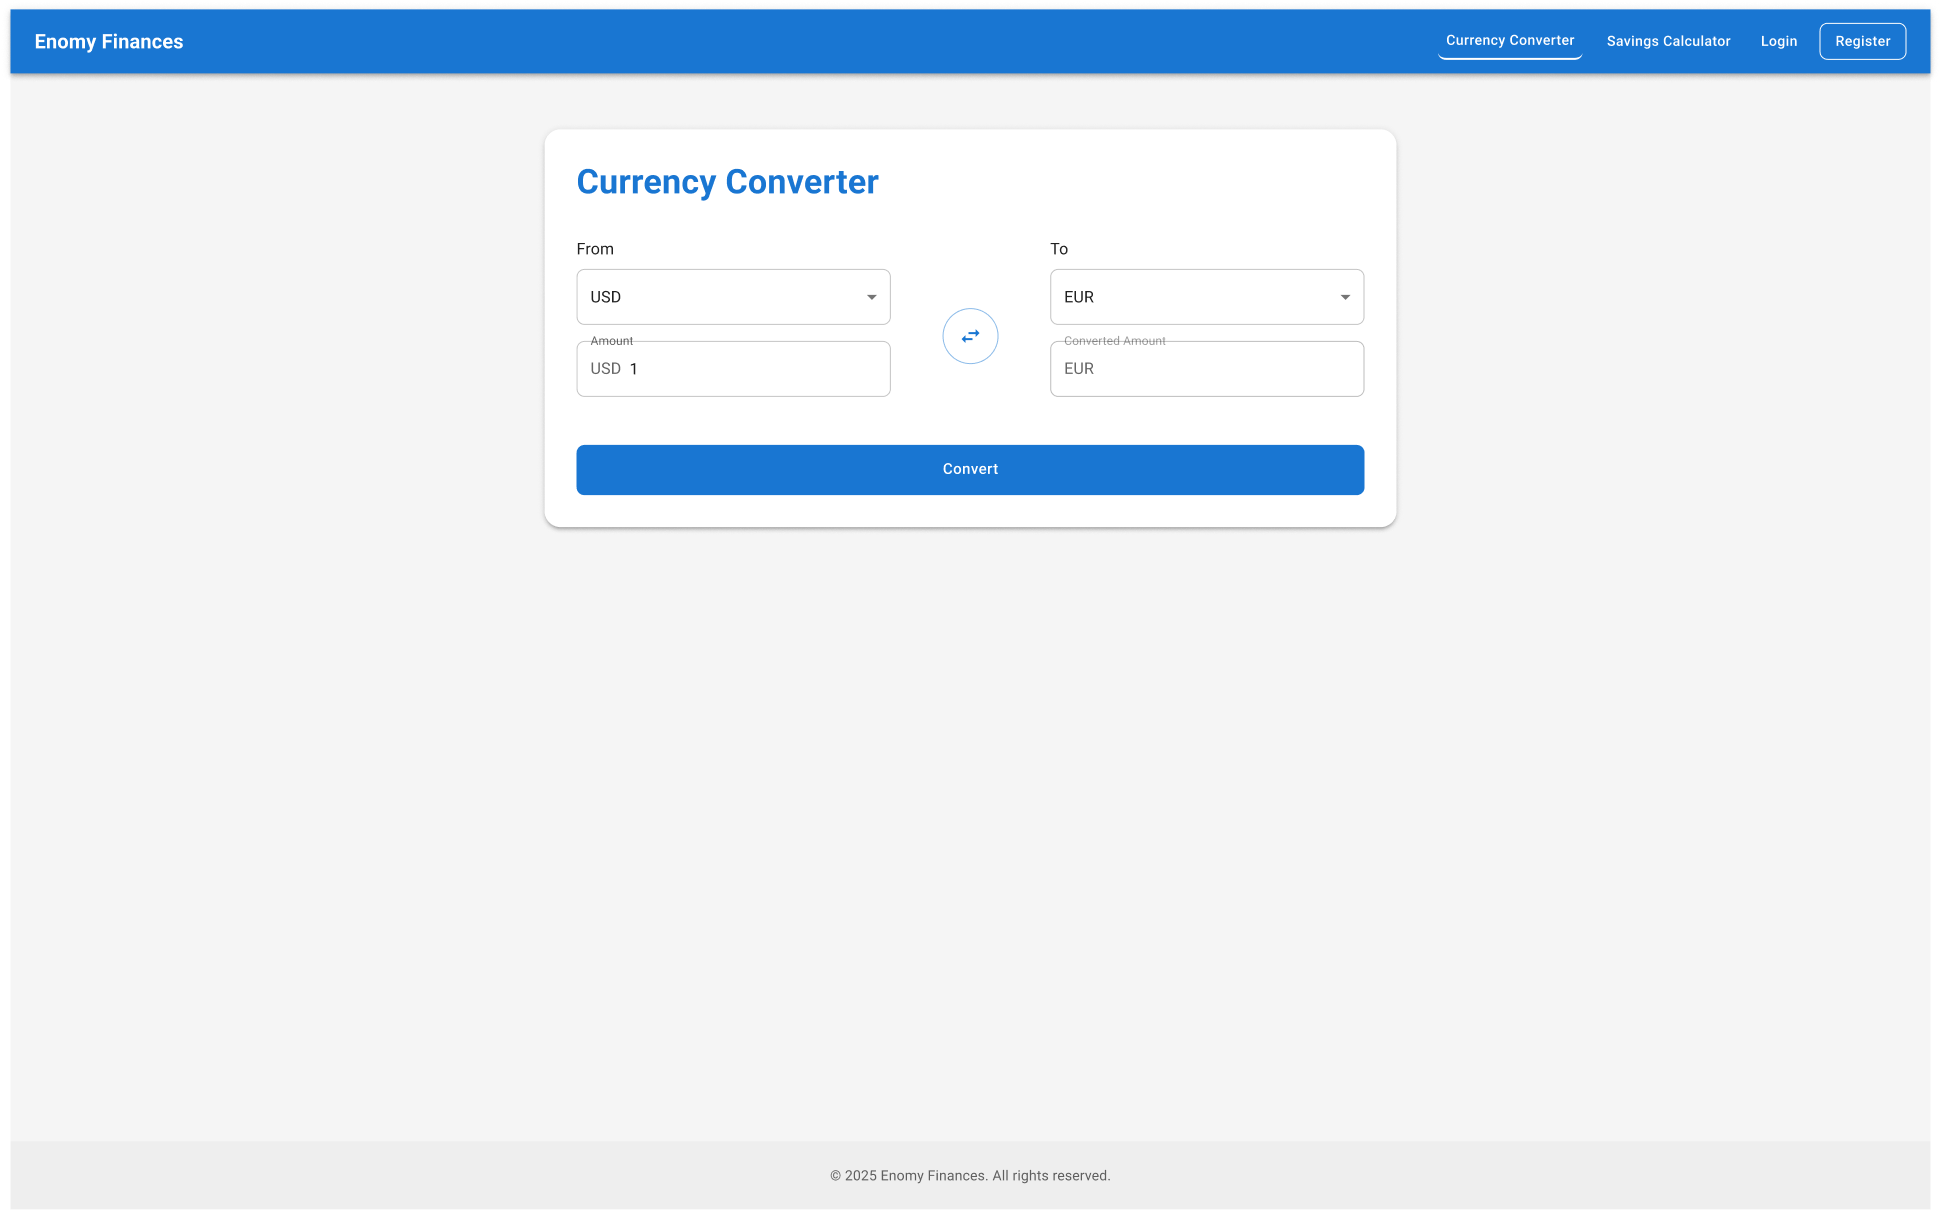 Enomy Finances
Currency Converter
Savings Calculator
Login
Register
Currency Converter
From
USD
Amount
USD 1
To
EUR
Converted Amount
EUR
Convert
© 2025 Enomy Finances. All rights reserved.